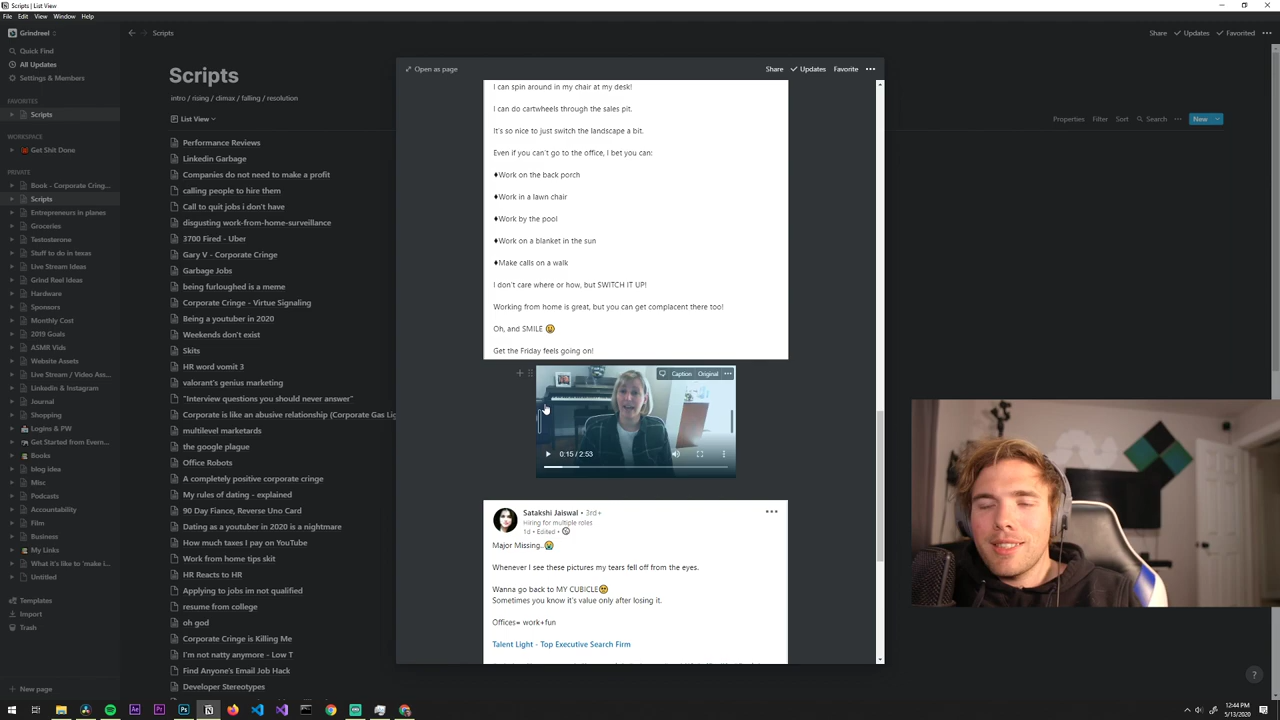 Scripts | List View
File Edit View Window Help
Grindreel
Scripts
Share Updates Favorited
Quick Find
All Updates
Settings & Members
FAVORITES
Scripts
WORKSPACE
Get Shit Done
PRIVATE
Book - Corporate Cring...
Scripts
Entrepreneurs in planes
Groceries
Testosterone
Stuff to do in texas
Live Stream Ideas
Grind Reel Ideas
Hardware
Sponsors
Monthly Cost
2019 Goals
ASMR Vids
Website Assets
Live Stream / Video Ass...
Linkedin & Instagram
Journal
Shopping
Logins & PW
Get Started from Evern...
Books
blog idea
Misc
Podcasts
Accountability
Film
Business
My Links
What it's like to 'make i...
Untitled
Templates
Import
Trash
New page
Scripts
intro / rising / climax / falling / resolution
List View
Properties Filter Sort Search New
Performance Reviews
Linkedin Garbage
Companies do not need to make a profit
calling people to hire them
Call to quit jobs i don't have
disgusting work-from-home-surveillance
3700 Fired - Uber
Gary V - Corporate Cringe
Garbage Jobs
being furloughed is a meme
Corporate Cringe - Virtue Signaling
Being a youtuber in 2020
Weekends don't exist
Skits
HR word vomit 3
valorant's genius marketing
"Interview questions you should never answer"
Corporate is like an abusive relationship (Corporate Gas Lig
multilevel marketards
the google plague
Office Robots
A completely positive corporate cringe
My rules of dating - explained
90 Day Fiance, Reverse Uno Card
Dating as a youtuber in 2020 is a nightmare
How much taxes I pay on YouTube
Work from home tips skit
HR Reacts to HR
Applying to jobs im not qualified
resume from college
oh god
Corporate Cringe is Killing Me
I'm not natty anymore - Low T
Find Anyone's Email Job Hack
Developer Stereotypes
Open as page
Share Updates Favorite
I can spin around in my chair at my desk!
I can do cartwheels through the sales pit.
It's so nice to just switch the landscape a bit.
Even if you can't go to the office, I bet you can:
♦Work on the back porch
♦Work in a lawn chair
♦Work by the pool
♦Work on a blanket in the sun
♦Make calls on a walk
I don't care where or how, but SWITCH IT UP!
Working from home is great, but you can get complacent there too!
Oh, and SMILE
Get the Friday feels going on!
Caption Original
0:15 / 2:53
Satakshi Jaiswal • 3rd+
Hiring for multiple roles
1d • Edited •
Major Missing..😭
Whenever I see these pictures my tears fell off from the eyes.
Wanna go back to MY CUBICLE
Sometimes you know it's value only after losing it.
Offices= work+fun
Talent Light - Top Executive Search Firm
12:44 PM
5/13/2020